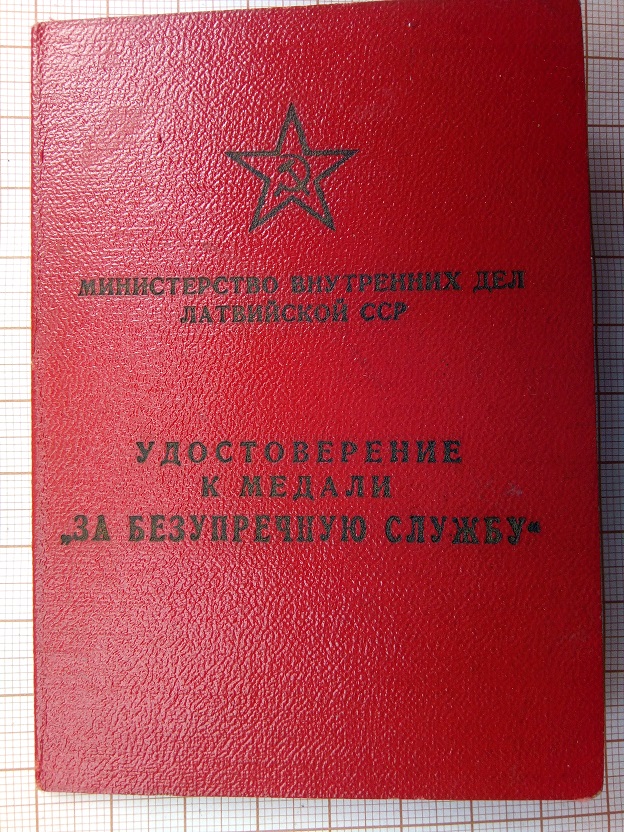 МИНИСТЕРСТВО ВНУТРЕННИХ ДЕЛ
ЛАТВИЙСКОЙ ССР
УДОСТОВЕРЕНИЕ
К МЕДАЛИ
„ЗА БЕЗУПРЕЧНУЮ СЛУЖБУ“